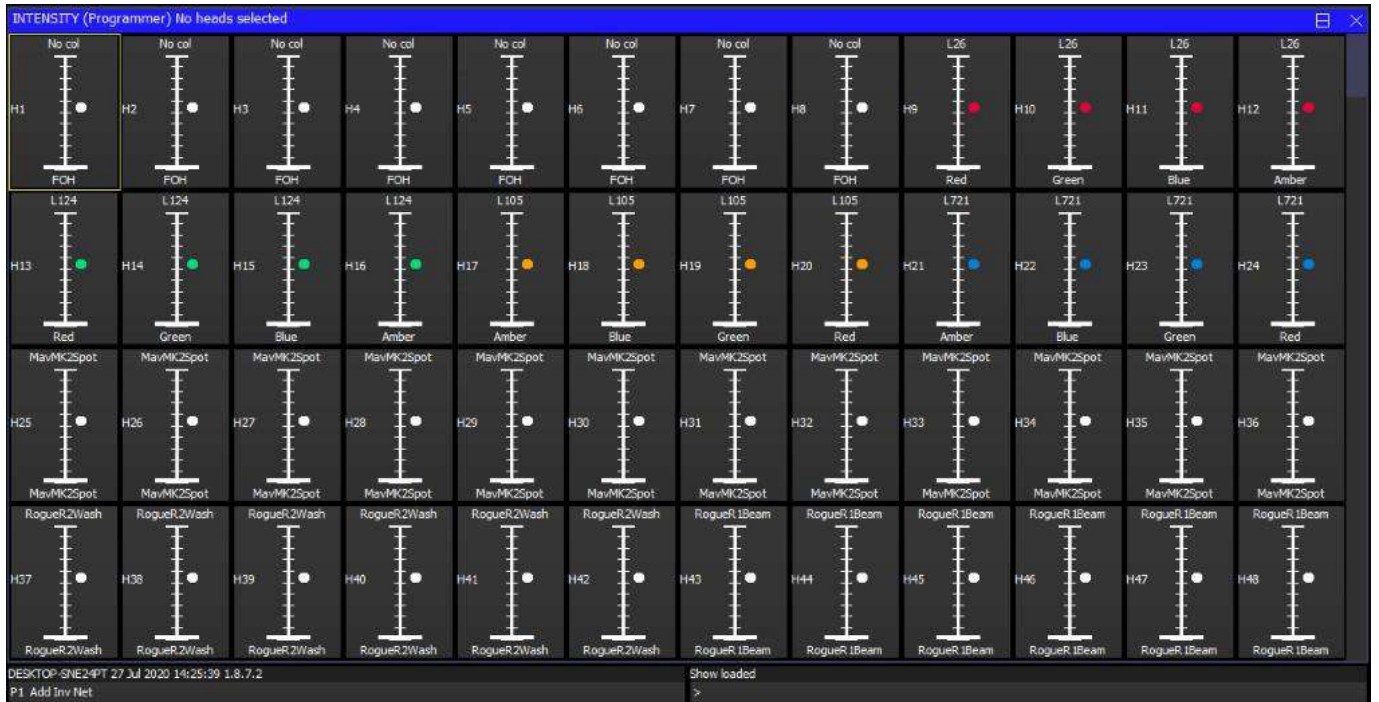 INTENSITY (Programmer) No heads selected
No col No col No col No col No col No col No col No col L26 L26 L26 L26
H1 H2 H3 H4 H5 H6 H7 H8 H9 H10 H11 H12
FOH FOH FOH FOH FOH FOH FOH FOH Red Green Blue Amber
L124 L124 L124 L124 L105 L105 L105 L105 L721 L721 L721 L721
H13 H14 H15 H16 H17 H18 H19 H20 H21 H22 H23 H24
Red Green Blue Amber Amber Blue Green Red Amber Blue Green Red
MavMK2Spot MavMK2Spot MavMK2Spot MavMK2Spot MavMK2Spot MavMK2Spot MavMK2Spot MavMK2Spot MavMK2Spot MavMK2Spot MavMK2Spot MavMK2Spot
H25 H26 H27 H28 H29 H30 H31 H32 H33 H34 H35 H36
MavMK2Spot MavMK2Spot MavMK2Spot MavMK2Spot MavMK2Spot MavMK2Spot MavMK2Spot MavMK2Spot MavMK2Spot MavMK2Spot MavMK2Spot MavMK2Spot
RogueR2Wash RogueR2Wash RogueR2Wash RogueR2Wash RogueR2Wash RogueR2Wash RogueR1Beam RogueR1Beam RogueR1Beam RogueR1Beam RogueR1Beam RogueR1Beam
H37 H38 H39 H40 H41 H42 H43 H44 H45 H46 H47 H48
RogueR2Wash RogueR2Wash RogueR2Wash RogueR2Wash RogueR2Wash RogueR2Wash RogueR1Beam RogueR1Beam RogueR1Beam RogueR1Beam RogueR1Beam RogueR1Beam
DESKTOP-SNE24PT 27 Jul 2020 14:25:39 1.8.7.2 Show loaded
P1 Add Inv Net >